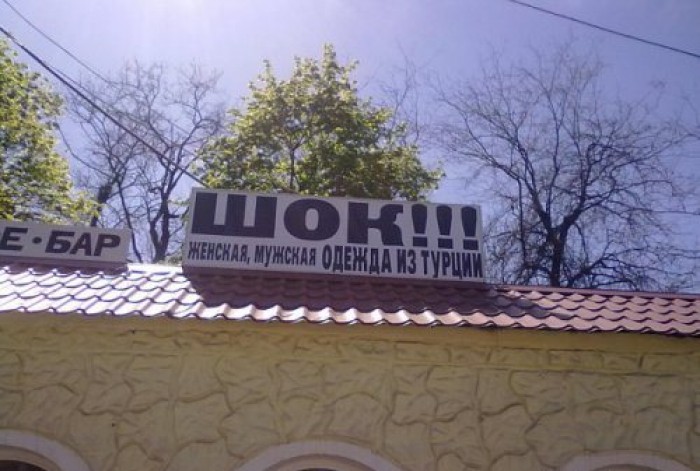 ШОК!!!
ЖЕНСКАЯ, МУЖСКАЯ ОДЕЖДА ИЗ ТУРЦИИ
Е • БАР